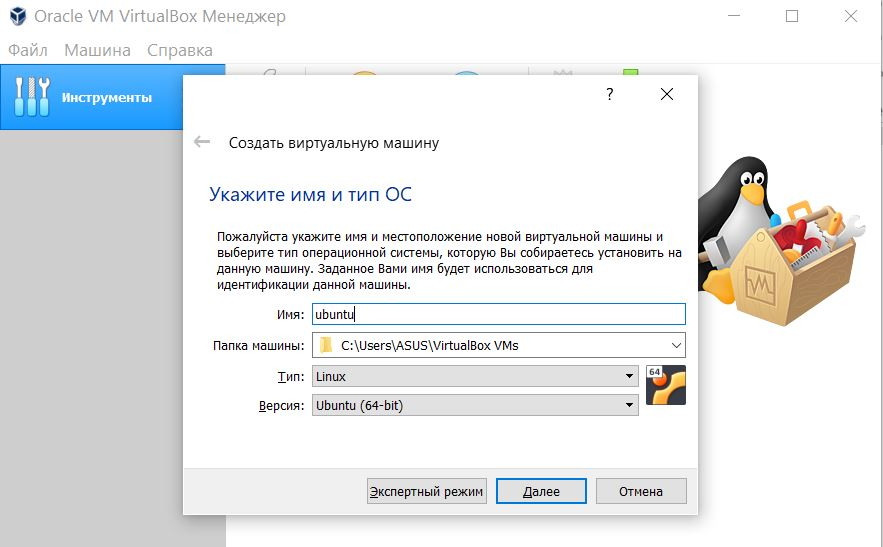 Oracle VM VirtualBox Менеджер
Файл Машина Справка
Инструменты
?
Создать виртуальную машину
Укажите имя и тип ОС
Пожалуйста укажите имя и местоположение новой виртуальной машины и
выберите тип операционной системы, которую Вы собираетесь установить на
данную машину. Заданное Вами имя будет использоваться для
идентификации данной машины.
Имя: ubuntu
Папка машины: C:\Users\ASUS\VirtualBox VMs
Тип: Linux
64
Версия: Ubuntu (64-bit)
Экспертный режим Далее Отмена